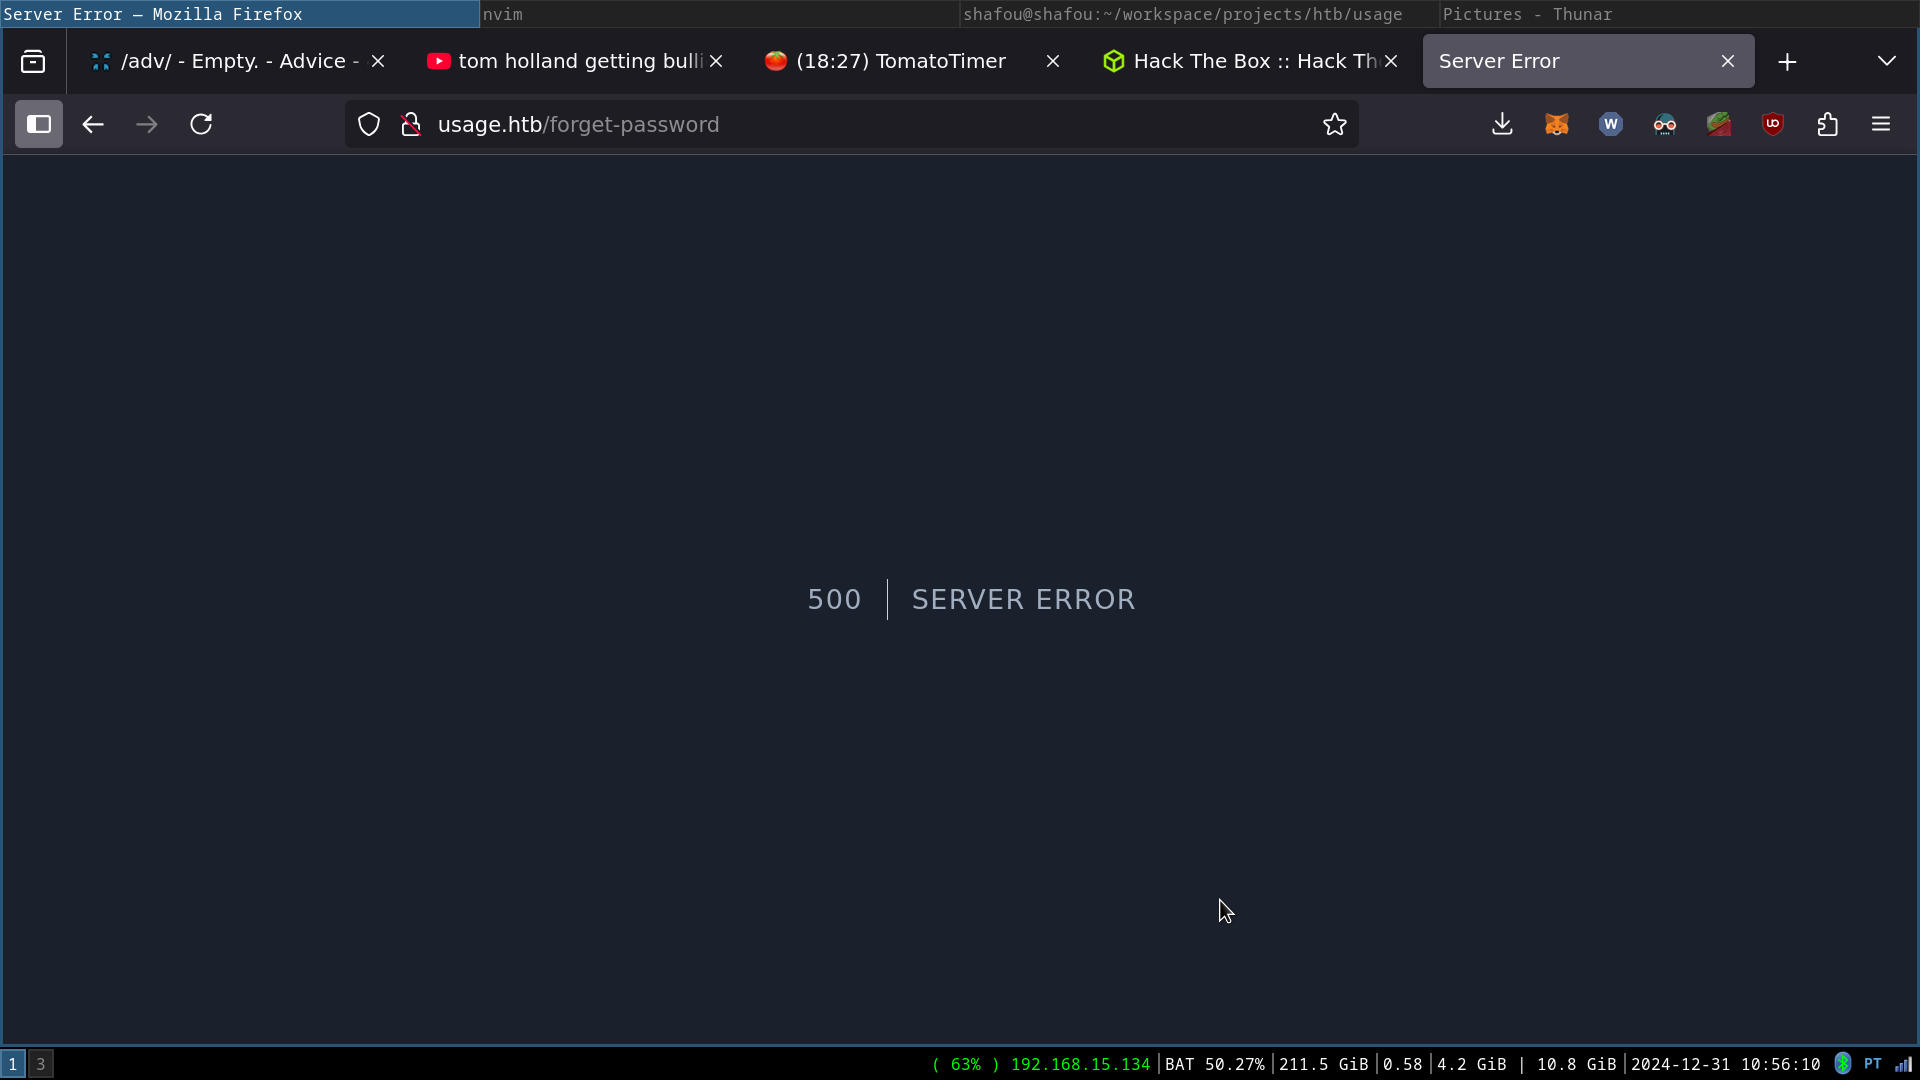 Server Error — Mozilla Firefox
nvim
shafou@shafou:~/workspace/projects/htb/usage
Pictures - Thunar
/adv/ - Empty. - Advice -
tom holland getting bulli
(18:27) TomatoTimer
Hack The Box :: Hack Th
Server Error
usage.htb/forget-password
W
UO
500
SERVER ERROR
1
3
( 63% ) 192.168.15.134 | BAT 50.27% | 211.5 GiB | 0.58 | 4.2 GiB | 10.8 GiB | 2024-12-31 10:56:10
PT